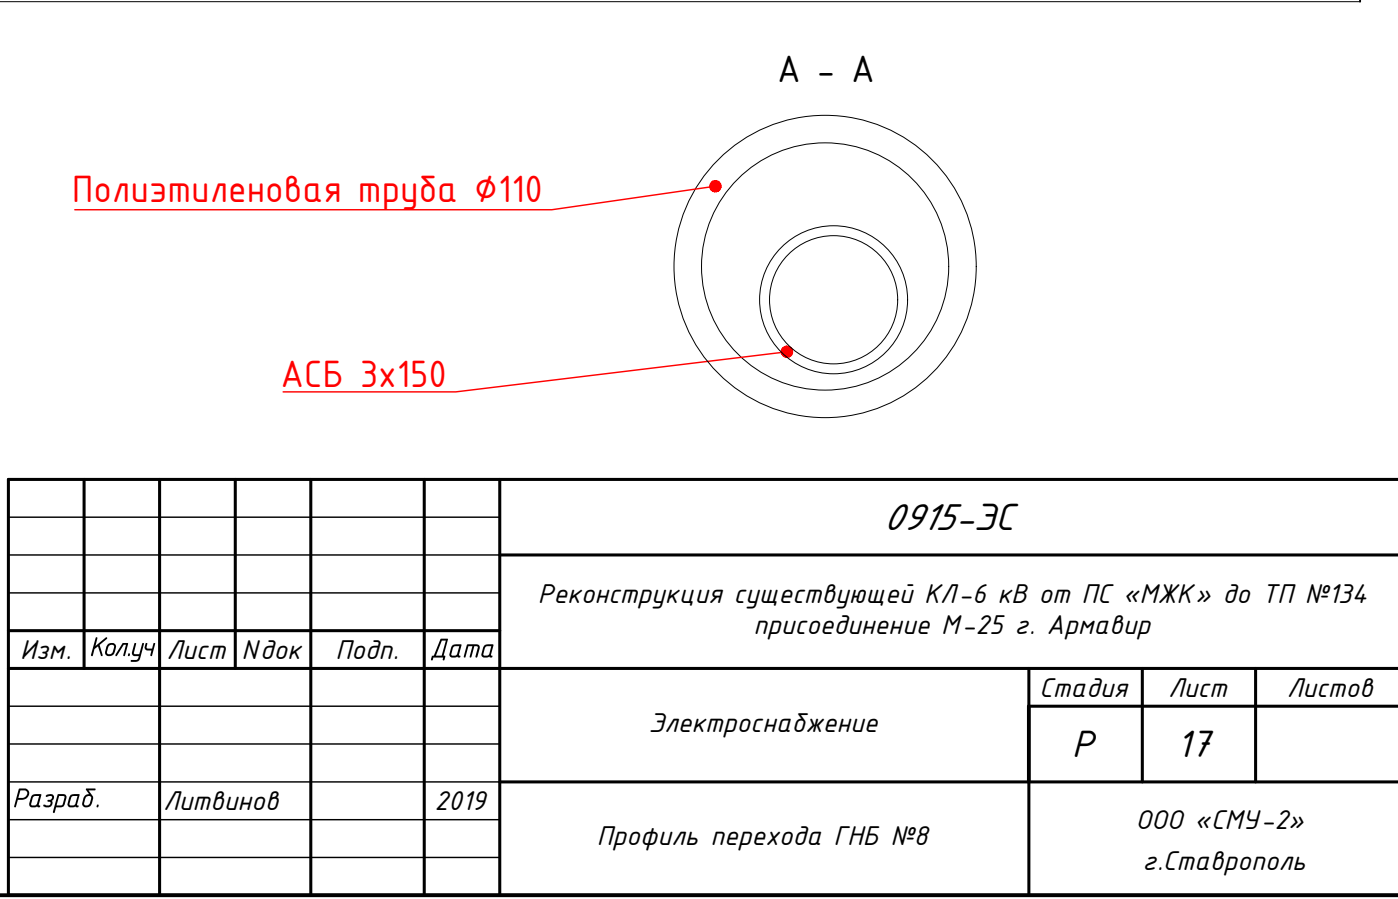 А - А
Полиэтиленовая труба Ф110
АСБ 3х150
0915-ЭС
Реконструкция существующей КЛ-6 кВ от ПС «МЖК» до ТП №134
присоединение М-25 г. Армавир
Изм. Кол.уч Лист Nдок Подп. Дата
Стадия Лист Листов
Электроснабжение
Р 17
Разраб. Литвинов 2019
Профиль перехода ГНБ №8
ООО «СМУ-2»
г.Ставрополь